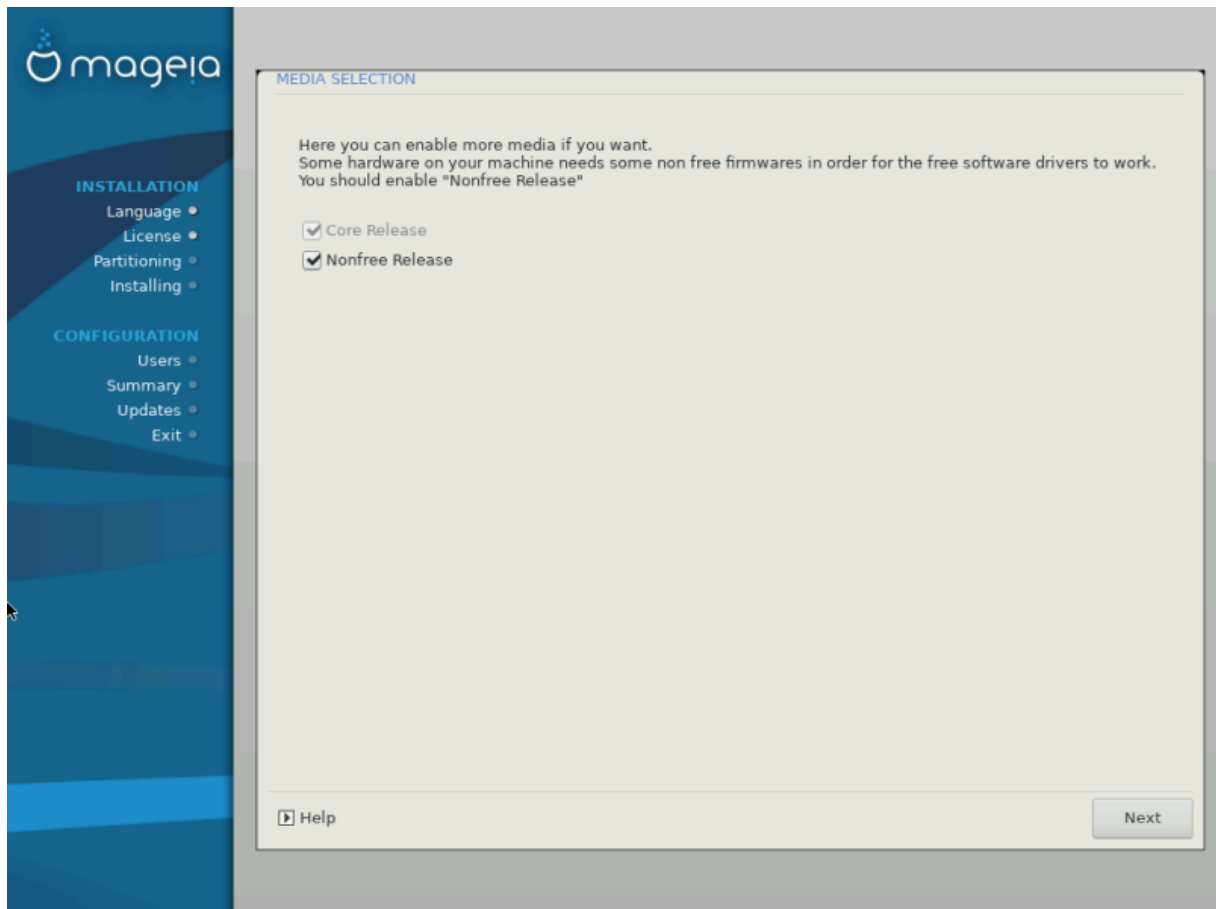 mageia
INSTALLATION
Language
License
Partitioning
Installing
CONFIGURATION
Users
Summary
Updates
Exit
MEDIA SELECTION
Here you can enable more media if you want.
Some hardware on your machine needs some non free firmwares in order for the free software drivers to work.
You should enable "Nonfree Release"
Core Release
Nonfree Release
Help
Next